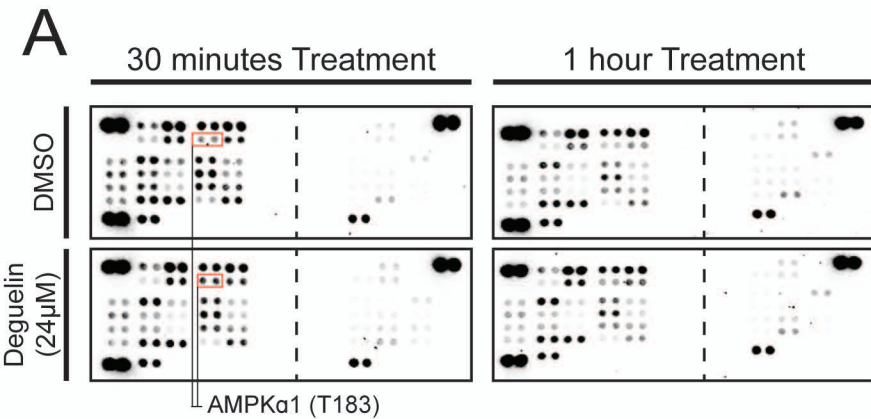 A
30 minutes Treatment
1 hour Treatment
DMSO
Deguelin
(24µM)
AMPKα1 (T183)